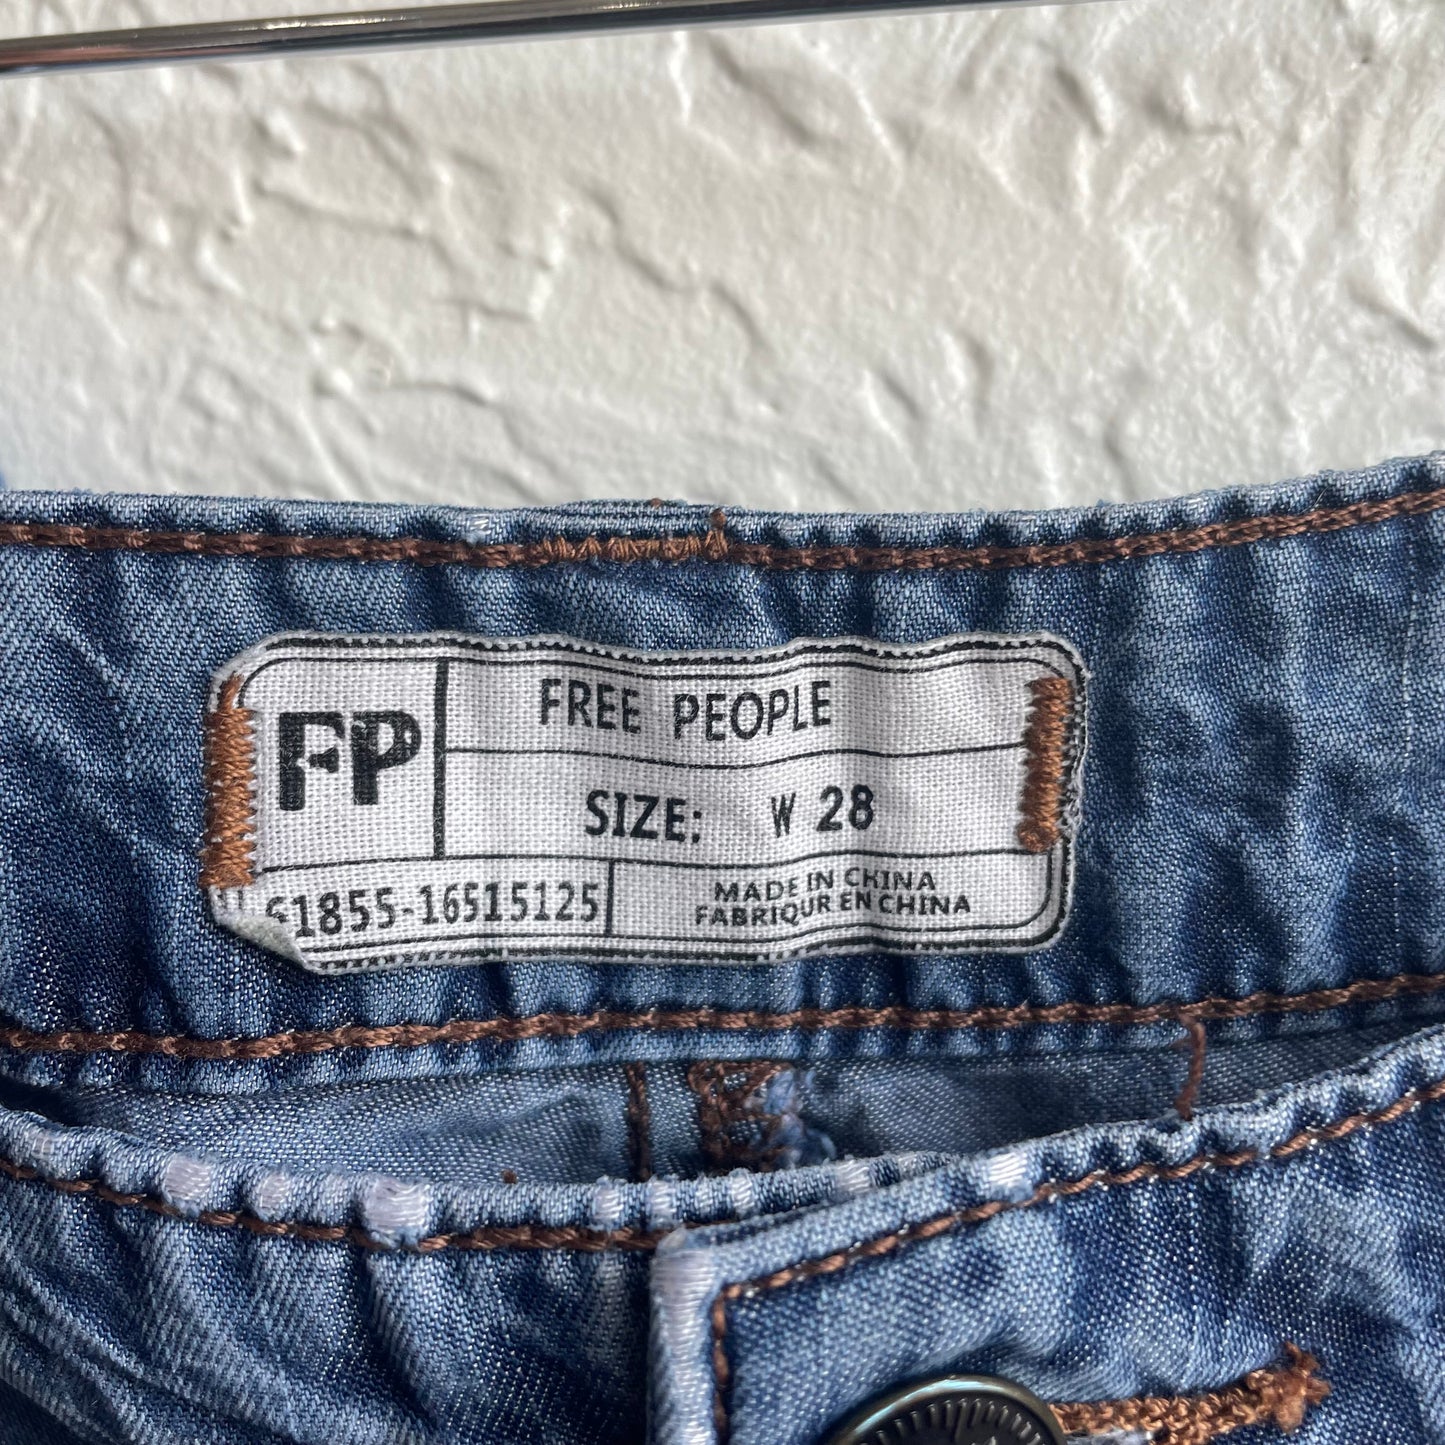 FP
FREE PEOPLE
SIZE: W 28
61855-16515125
MADE IN CHINA
FABRIQUR EN CHINA